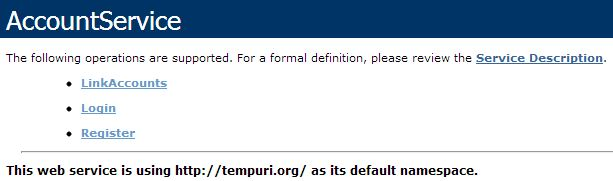 AccountService
The following operations are supported. For a formal definition, please review the Service Description.
LinkAccounts
Login
Register
This web service is using http://tempuri.org/ as its default namespace.